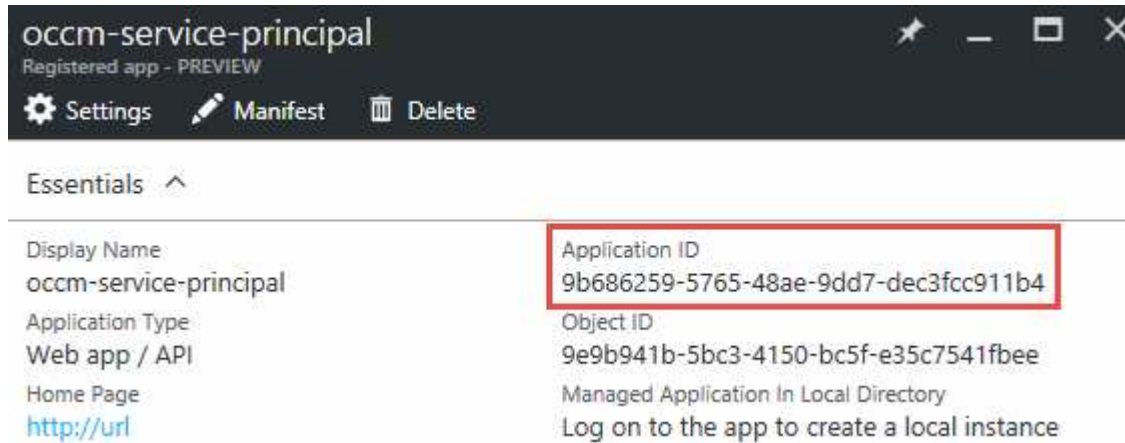 occm-service-principal
Registered app - PREVIEW
Settings Manifest Delete
Essentials
Display Name
occm-service-principal
Application ID
9b686259-5765-48ae-9dd7-dec3fcc911b4
Application Type
Web app / API
Object ID
9e9b941b-5bc3-4150-bc5f-e35c7541fbee
Home Page
http://url
Managed Application In Local Directory
Log on to the app to create a local instance